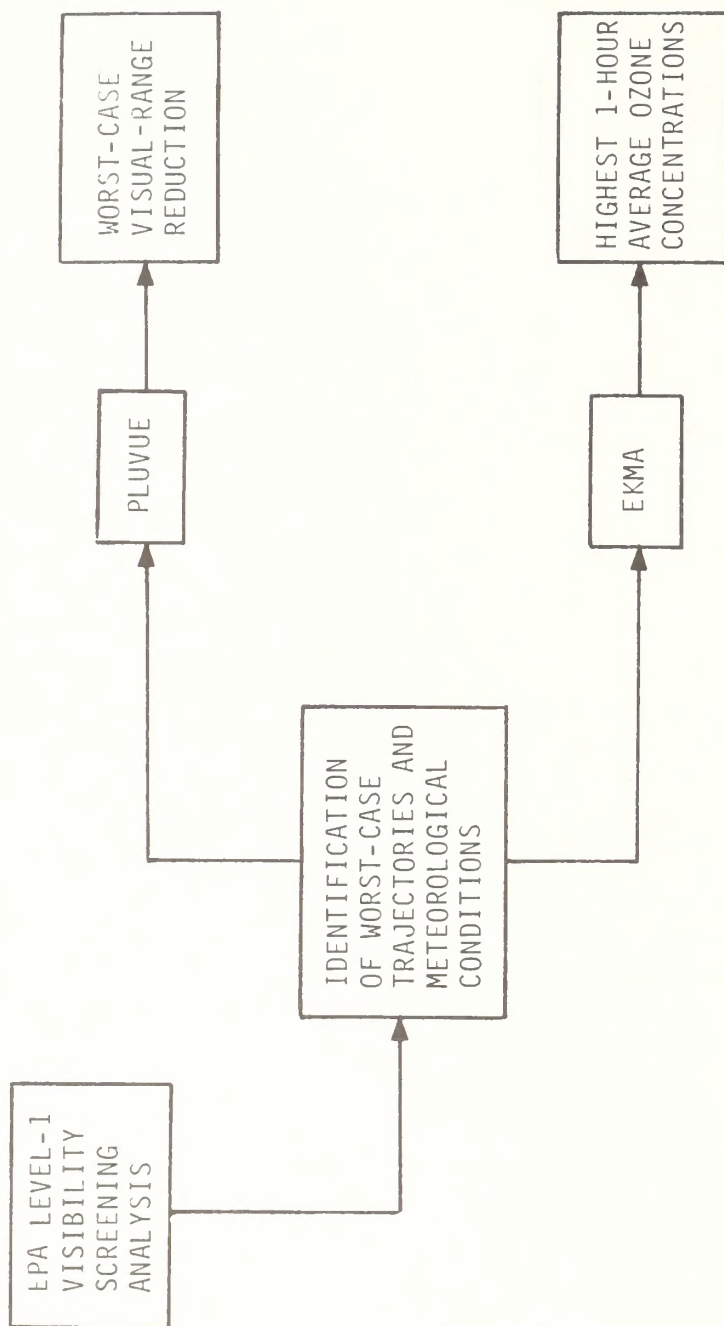 EPA LEVEL-1
VISIBILITY
SCREENING
ANALYSIS
IDENTIFICATION
OF WORST-CASE
TRAJECTORIES AND
METEOROLOGICAL
CONDITIONS
PLUVUE
WORST-CASE
VISUAL-RANGE
REDUCTION
EKMA
HIGHEST 1-HOUR
AVERAGE OZONE
CONCENTRATIONS